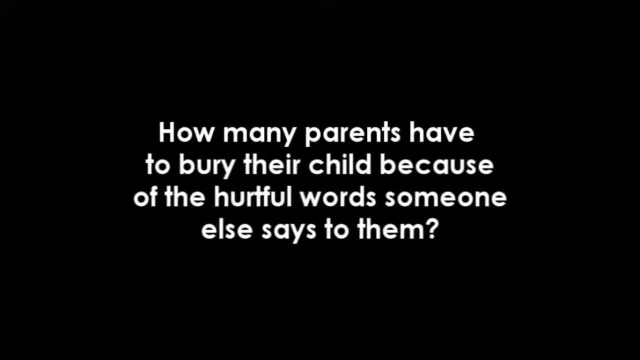 How many parents have
to bury their child because
of the hurtful words someone
else says to them?